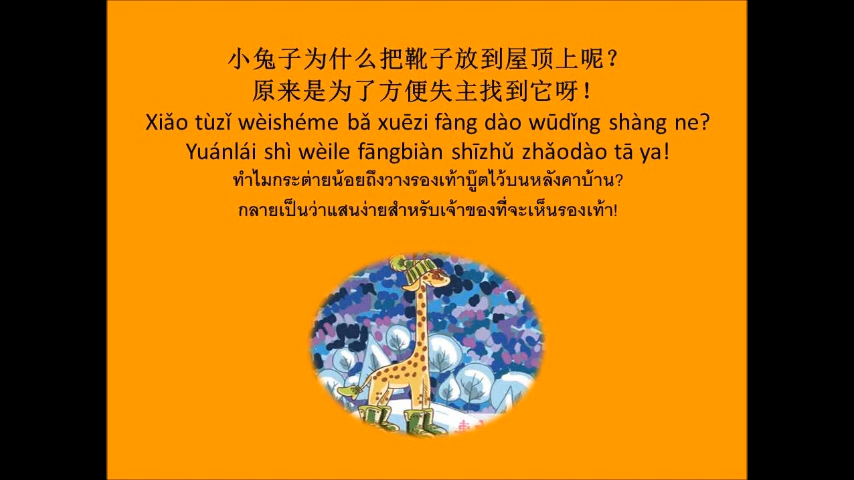 小兔子为什么把靴子放到屋顶上呢？
原来是为了方便失主找到它呀！
Xiǎo tùzǐ wèishéme bǎ xuēzi fàng dào wūdǐng shàng ne?
Yuánlái shì wèile fāngbiàn shīzhǔ zhǎodào tā ya!
ทำไมกระต่ายน้อยถึงวางรองเท้าบู๊ตไว้บนหลังคาบ้าน?
กลายเป็นว่าแสนง่ายสำหรับเจ้าของที่จะเห็นรองเท้า!